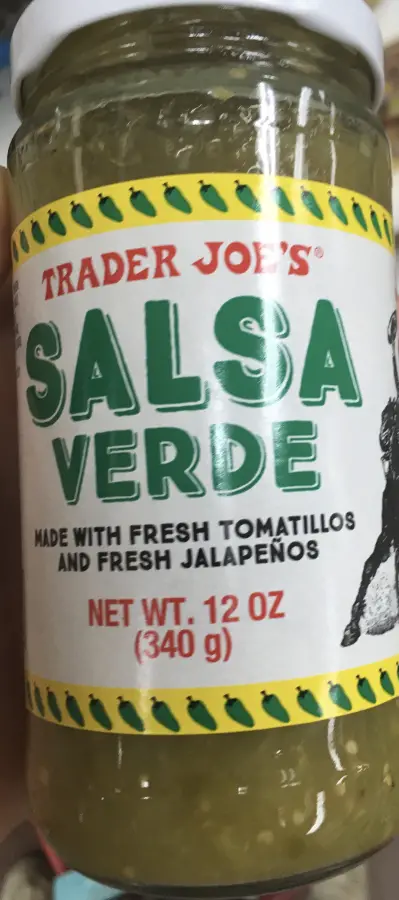 TRADER JOE'S®
SALSA
VERDE
MADE WITH FRESH TOMATILLOS
AND FRESH JALAPEÑOS
NET WT. 12 OZ
(340 g)